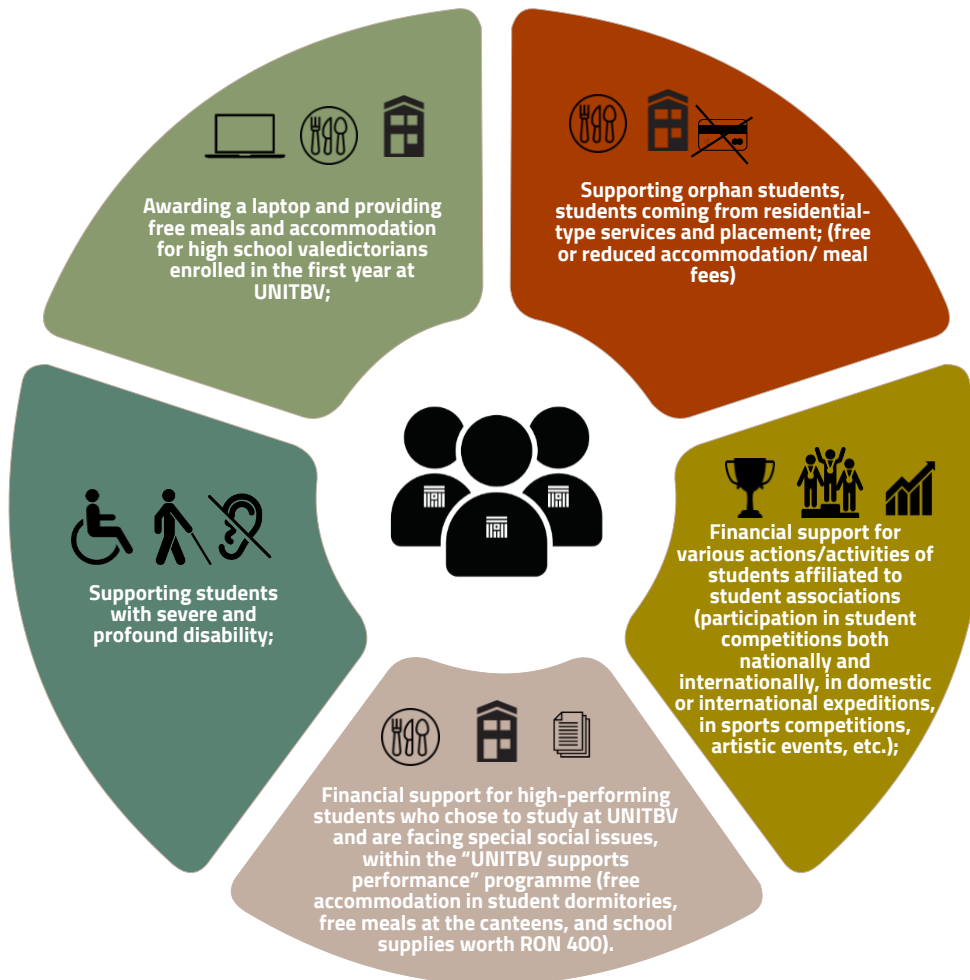 Awarding a laptop and providing
free meals and accommodation
for high school valedictorians
enrolled in the first year at
UNITBV;
Supporting orphan students,
students coming from residential-
type services and placement; (free
or reduced accommodation/ meal
fees)
Supporting students
with severe and
profound disability;
Financial support for
various actions/activities of
students affiliated to
student associations
(participation in student
competitions both
nationally and
internationally, in domestic
or international expeditions,
in sports competitions,
artistic events, etc.);
Financial support for high-performing
students who chose to study at UNITBV
and are facing special social issues,
within the “UNITBV supports
performance” programme (free
accommodation in student dormitories,
free meals at the canteens, and school
supplies worth RON 400).